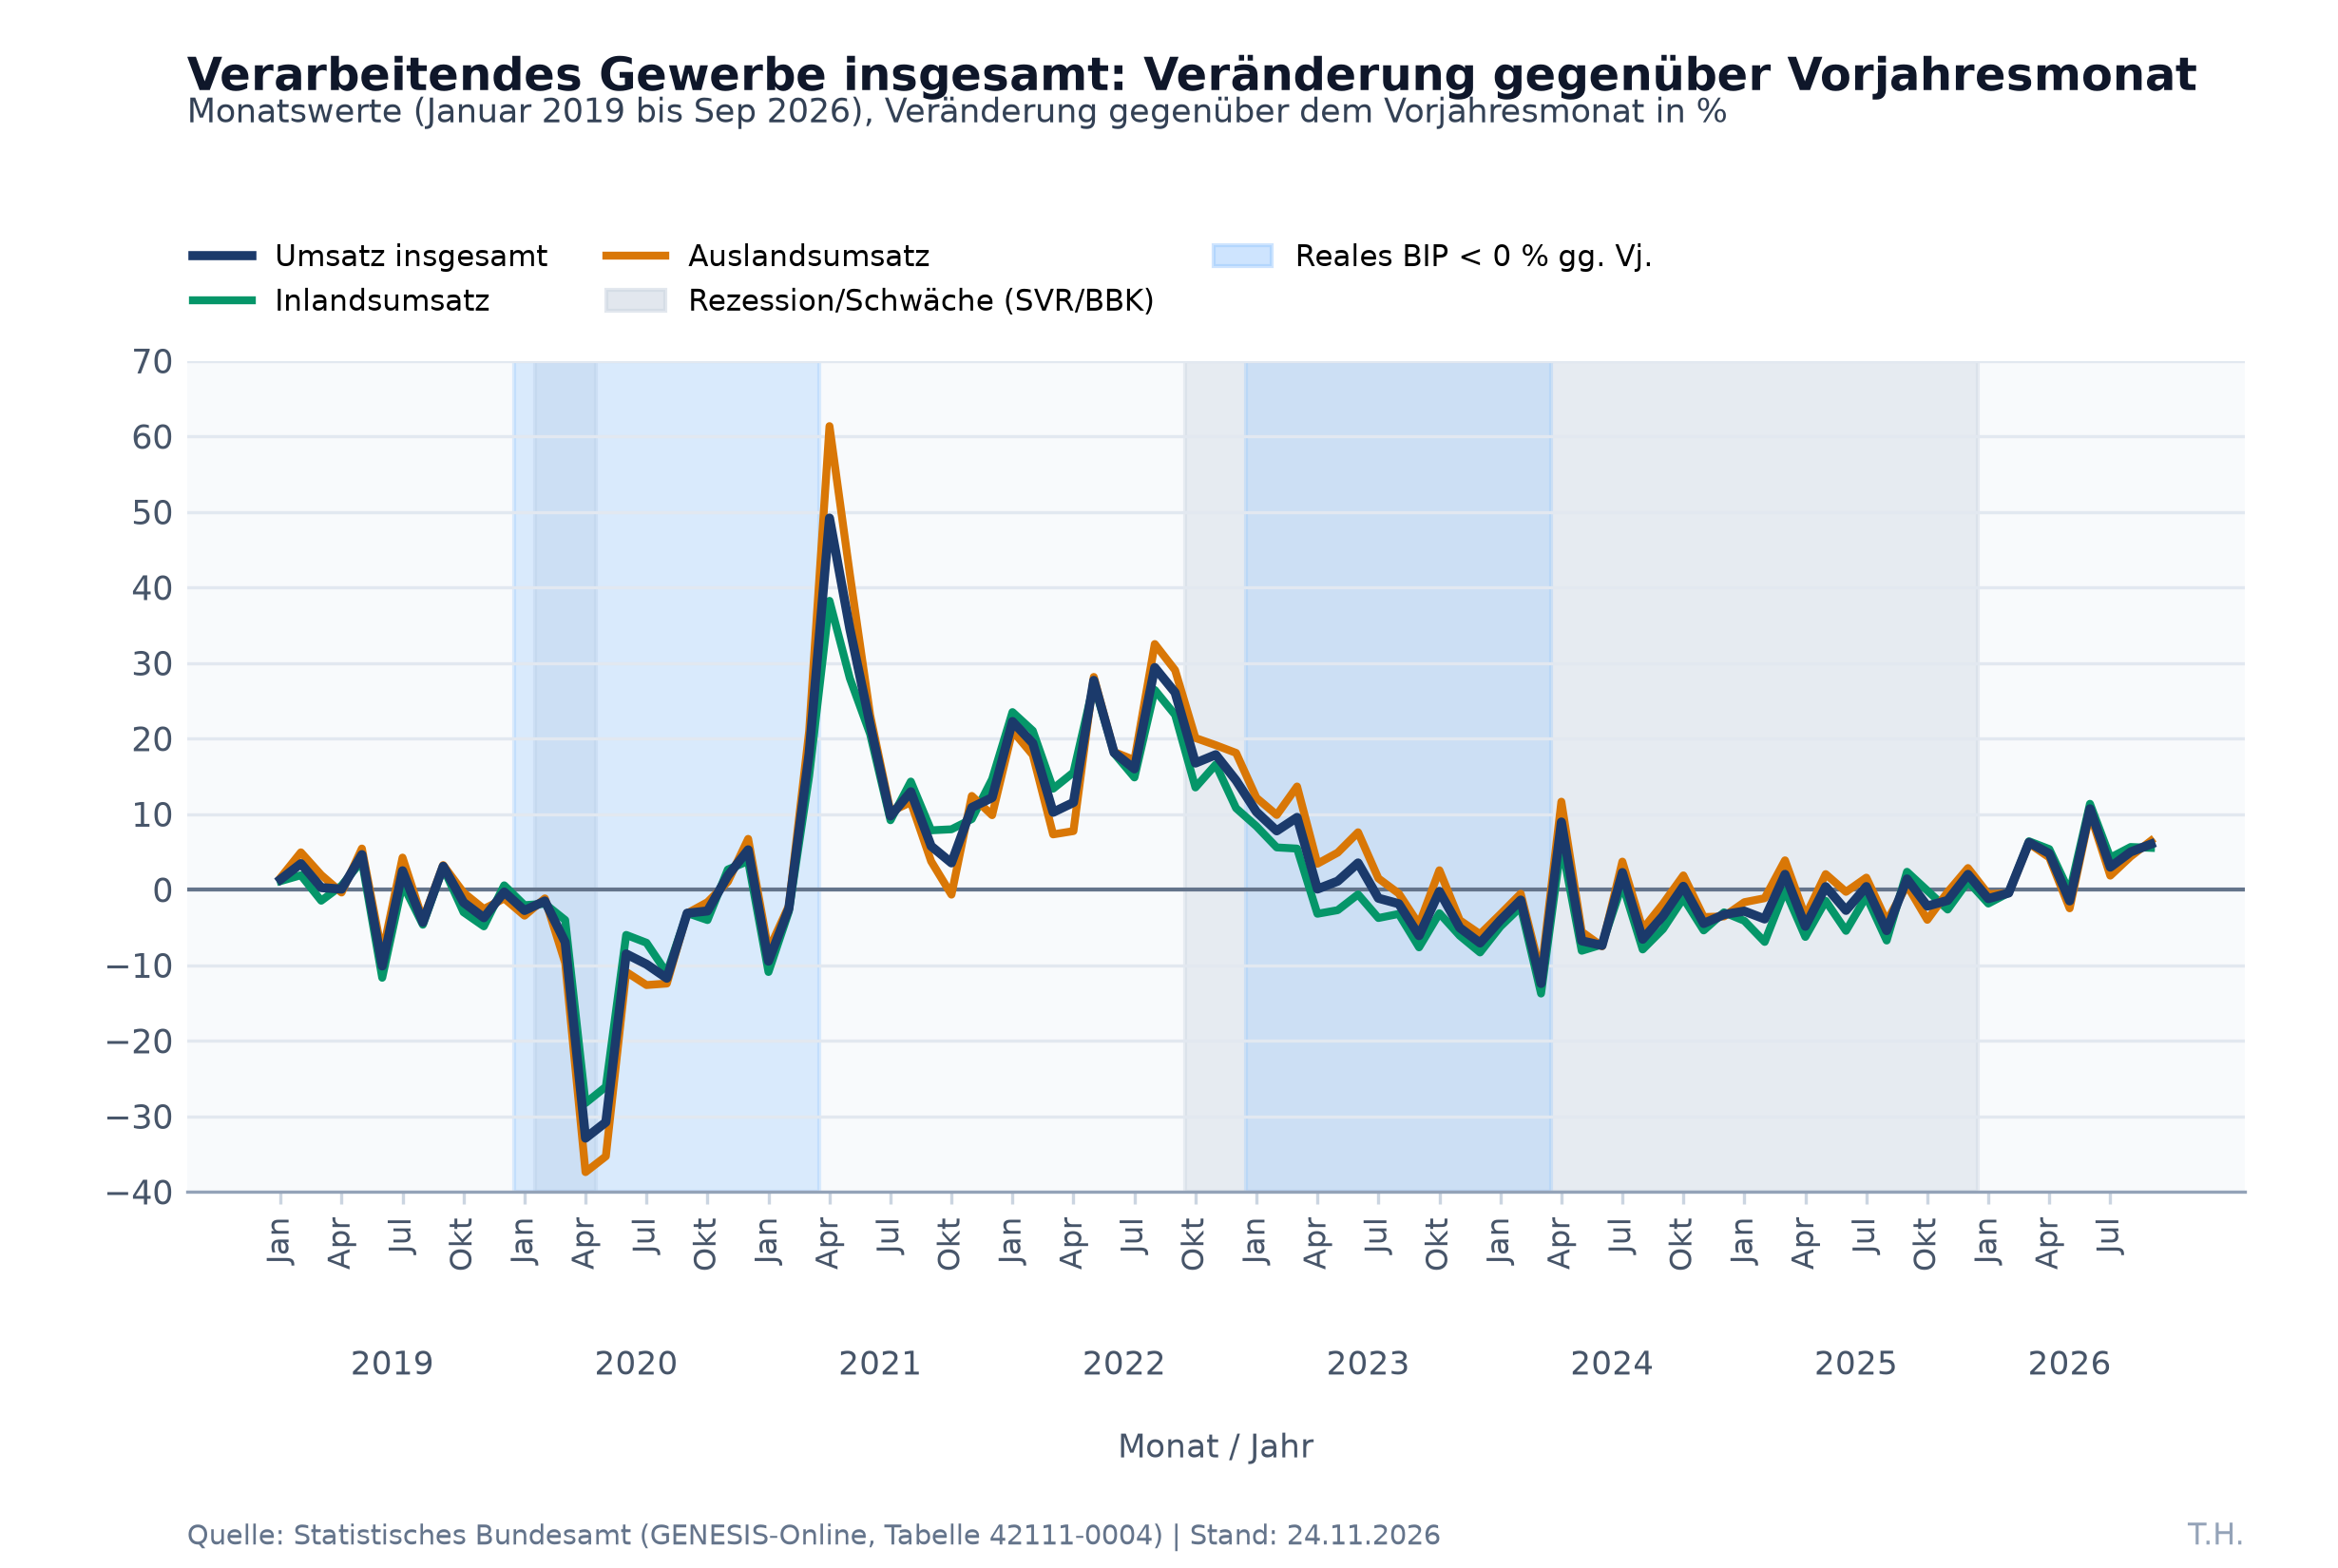 Verarbeitendes Gewerbe insgesamt: Veränderung gegenüber Vorjahresmonat
Monatswerte (Januar 2019 bis Sep 2026), Veränderung gegenüber dem Vorjahresmonat in %
Umsatz insgesamt Auslandsumsatz Reales BIP < 0 % gg. Vj.
Inlandsumsatz Rezession/Schwäche (SVR/BBK)
70
60
50
40
30
20
10
0
−10
−20
−30
−40
Jan Apr Jul Okt Jan Apr Jul Okt Jan Apr Jul Okt Jan Apr Jul Okt Jan Apr Jul Okt Jan Apr Jul Okt Jan Apr Jul Okt Jan Apr Jul
2019 2020 2021 2022 2023 2024 2025 2026
Monat / Jahr
Quelle: Statistisches Bundesamt (GENESIS-Online, Tabelle 42111-0004) | Stand: 24.11.2026 T.H.